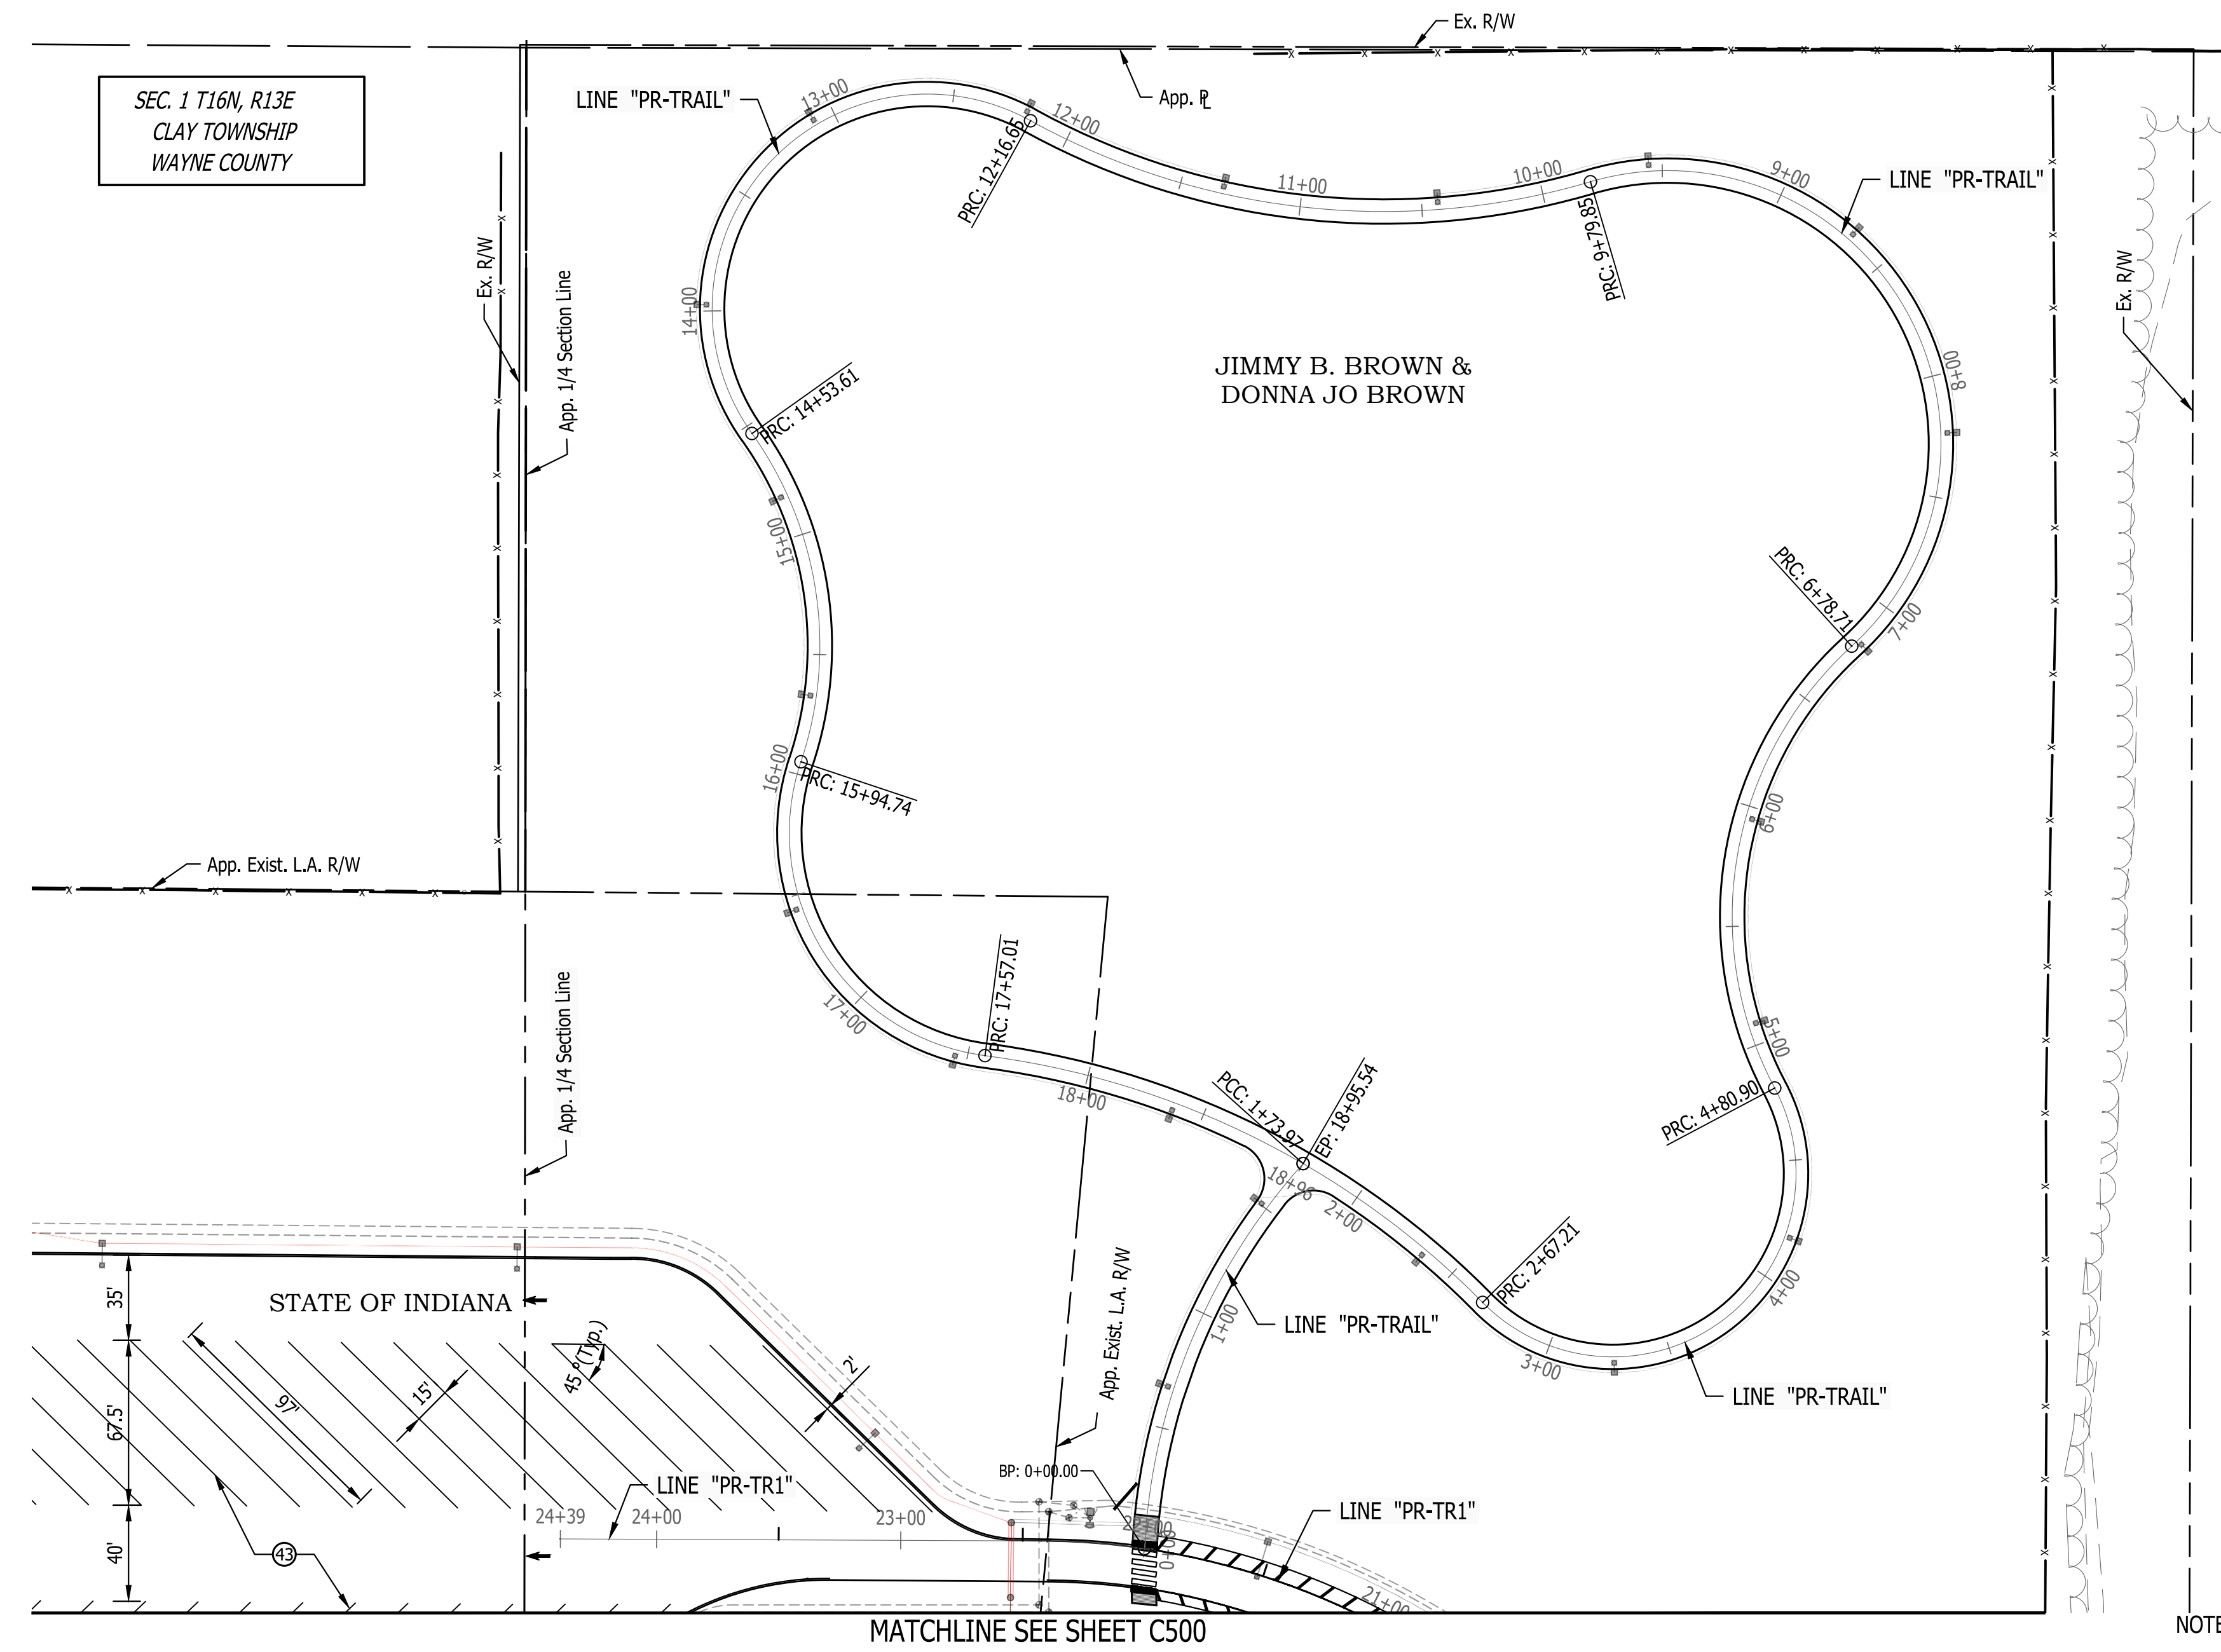 Ex. R/W
App. PL
SEC. 1 T16N, R13E
CLAY TOWNSHIP
WAYNE COUNTY
LINE "PR-TRAIL"
13+00
12+00
PRC: 12+16.65
11+00
10+00
PRC: 9+79.85
9+00
LINE "PR-TRAIL"
Ex. R/W
App. 1/4 Section Line
14+00
PRC: 14+53.61
JIMMY B. BROWN &
DONNA JO BROWN
8+00
Ex. R/W
15+00
PRC: 6+78.71
7+00
16+00
PRC: 15+94.74
6+00
App. Exist. L.A. R/W
App. 1/4 Section Line
17+00
PRC: 17+57.01
5+00
18+00
PCC: 1+73.97
EP: 18+95.54
PRC: 4+80.90
18+96
2+00
PRC: 2+67.21
4+00
35'
STATE OF INDIANA
45°(Typ.)
2'
App. Exist. L.A. R/W
1+00
LINE "PR-TRAIL"
3+00
LINE "PR-TRAIL"
67.5'
97'
15'
BP: 0+00.00
LINE "PR-TR1"
24+39
24+00
23+00
22+00
0+00
LINE "PR-TR1"
40'
43
21+00
MATCHLINE SEE SHEET C500
NOTE